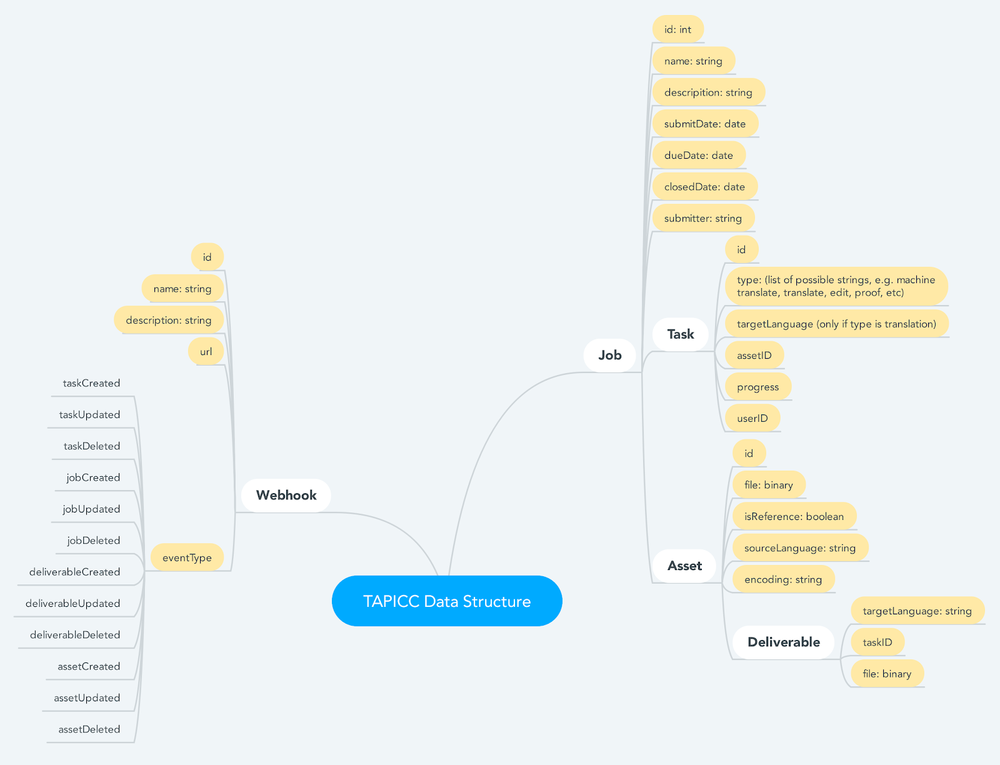 TAPICC Data Structure
Job
id: int
name: string
descripition: string
submitDate: date
dueDate: date
closedDate: date
submitter: string
Task
id
type: (list of possible strings, e.g. machine
translate, translate, edit, proof, etc)
targetLanguage (only if type is translation)
assetID
progress
userID
Asset
id
file: binary
isReference: boolean
sourceLanguage: string
encoding: string
Deliverable
targetLanguage: string
taskID
file: binary
Webhook
id
name: string
description: string
url
eventType
taskCreated
taskUpdated
taskDeleted
jobCreated
jobUpdated
jobDeleted
deliverableCreated
deliverableUpdated
deliverableDeleted
assetCreated
assetUpdated
assetDeleted